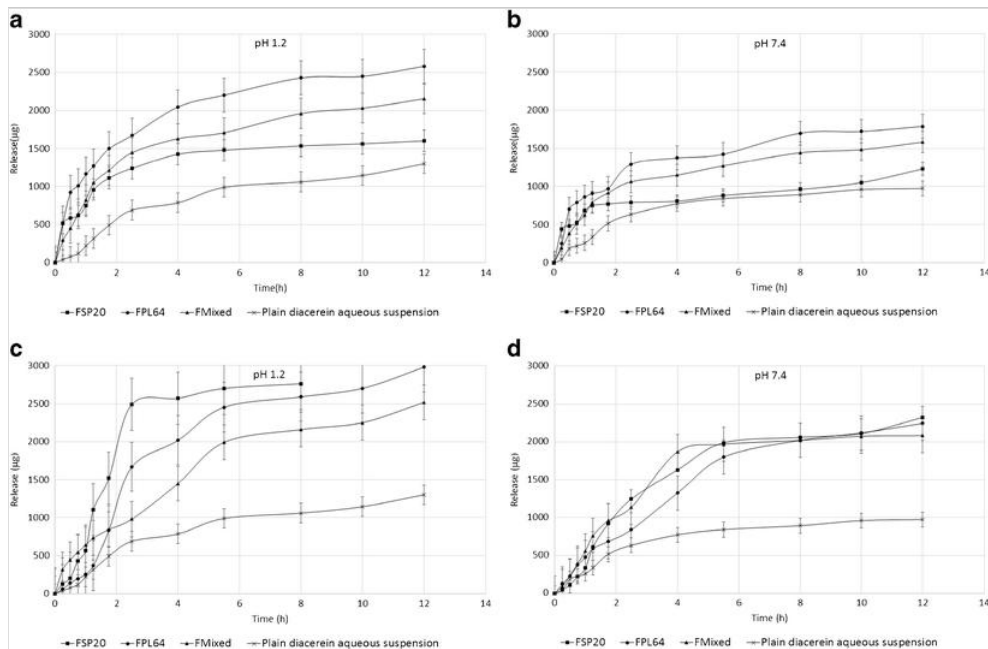 a
pH 1.2
3000
2500
2000
1500
1000
500
0
Release(µg)
0 2 4 6 8 10 12 14
Time(h)
FSP20 FPL64 FMixed Plain diacerein aqueous suspension
b
pH 7.4
3000
2500
2000
1500
1000
500
0
Release (µg)
0 2 4 6 8 10 12 14
Time (h)
FSP20 FPL64 FMixed Plain diacerein aqueous suspension
c
pH 1.2
3000
2500
2000
1500
1000
500
0
Release (µg)
0 2 4 6 8 10 12 14
Time (h)
FSP20 FPL64 FMixed Plain diacerein aqueous suspension
d
pH 7.4
3000
2500
2000
1500
1000
500
0
Release (µg)
0 2 4 6 8 10 12 14
Time (h)
FSP20 FPL64 FMixed Plain diacerein aqueous suspension